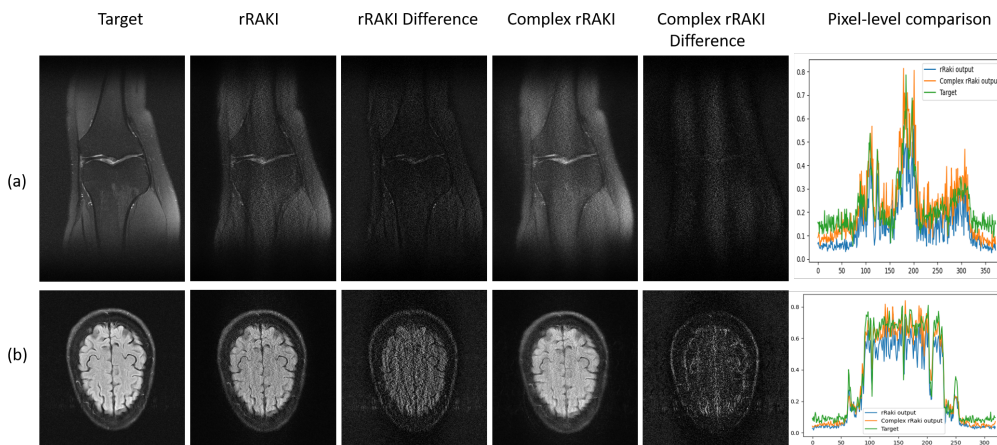 Target
rRAKI
rRAKI Difference
Complex rRAKI
Complex rRAKI
Difference
Pixel-level comparison
(a)
0.8
0.7
0.6
0.5
0.4
0.3
0.2
0.1
0.0
rRaki output
Complex rRaki outpu
Target
0
50
100
150
200
250
300
350
(b)
0.8
0.6
0.4
0.2
0.0
rRaki output
Complex rRaki output
Target
0
50
100
150
200
250
300